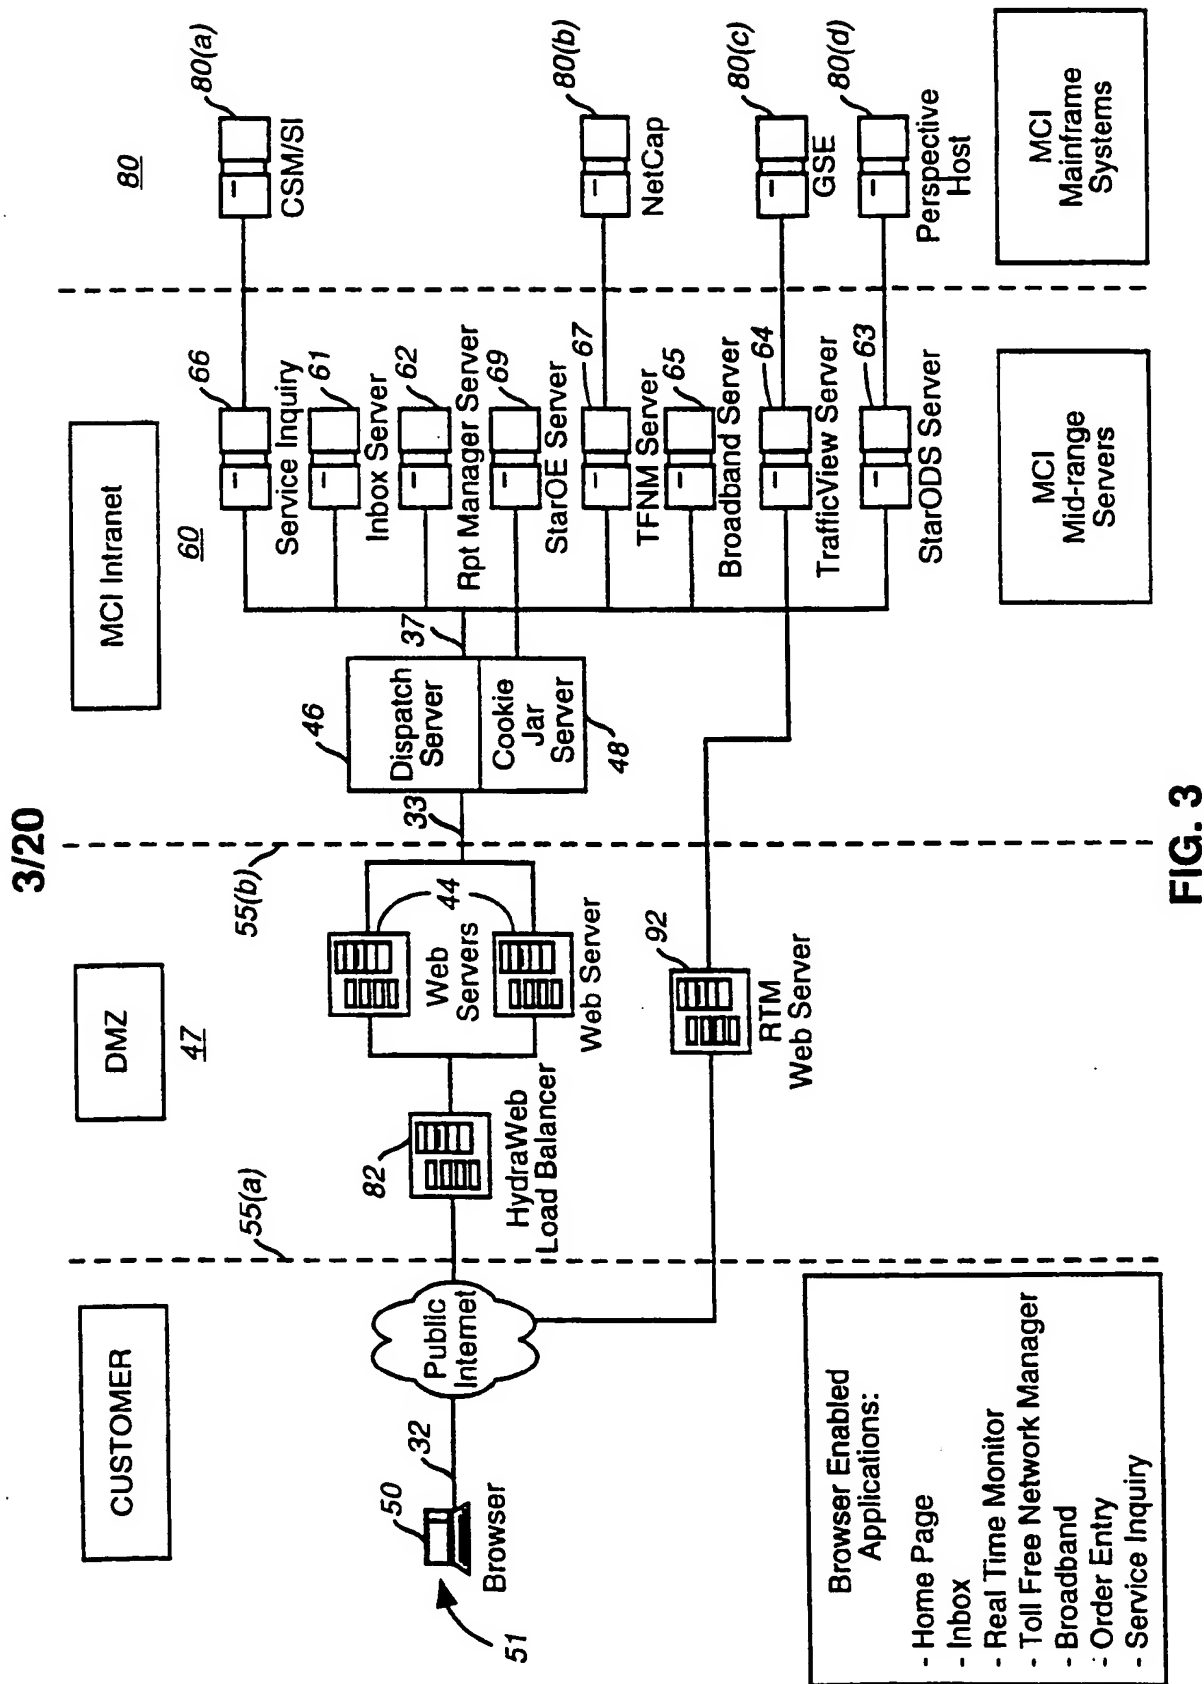 3/20
CUSTOMER
DMZ
47
MCI Intranet
60
80
55(a)
55(b)
51
50
Browser
32
Public
Internet
82
HydraWeb
Load Balancer
44
Web
Servers
Web Server
92
RTM
Web Server
33
46
Dispatch
Server
Cookie
Jar
Server
48
37
66
Service Inquiry
61
Inbox Server
62
Rpt Manager Server
69
StarOE Server
67
TFNM Server
65
Broadband Server
64
TrafficView Server
63
StarODS Server
80(a)
CSM/SI
80(b)
NetCap
80(c)
GSE
80(d)
Perspective
Host
Browser Enabled
Applications:
- Home Page
- Inbox
- Real Time Monitor
- Toll Free Network Manager
- Broadband
- Order Entry
- Service Inquiry
MCI
Mid-range
Servers
MCI
Mainframe
Systems
FIG. 3